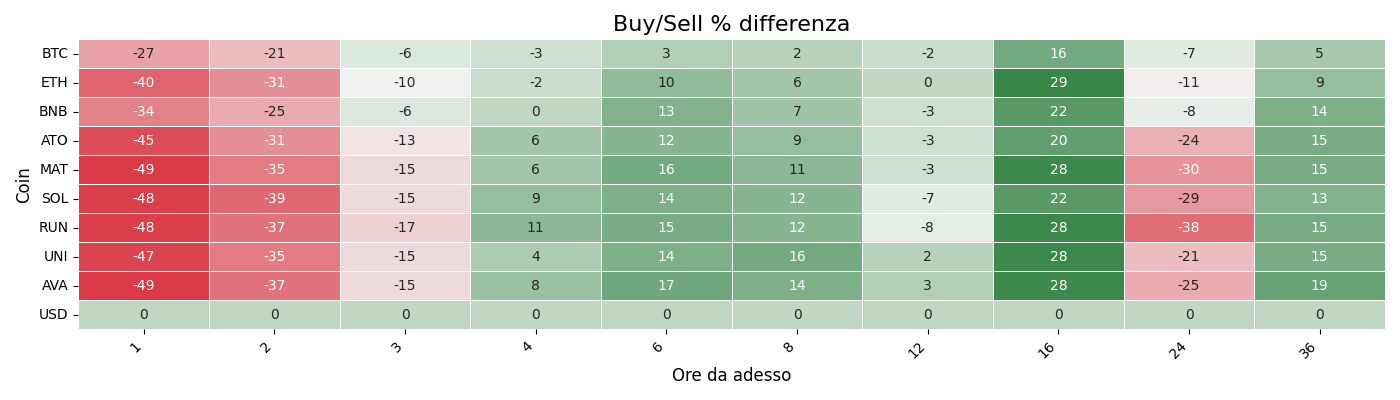 Buy/Sell % differenza
Coin
BTC -27 -21 -6 -3 3 2 -2 16 -7 5
ETH -40 -31 -10 -2 10 6 0 29 -11 9
BNB -34 -25 -6 0 13 7 -3 22 -8 14
ATO -45 -31 -13 6 12 9 -3 20 -24 15
MAT -49 -35 -15 6 16 11 -3 28 -30 15
SOL -48 -39 -15 9 14 12 -7 22 -29 13
RUN -48 -37 -17 11 15 12 -8 28 -38 15
UNI -47 -35 -15 4 14 16 2 28 -21 15
AVA -49 -37 -15 8 17 14 3 28 -25 19
USD 0 0 0 0 0 0 0 0 0 0
1 2 3 4 6 8 12 16 24 36
Ore da adesso